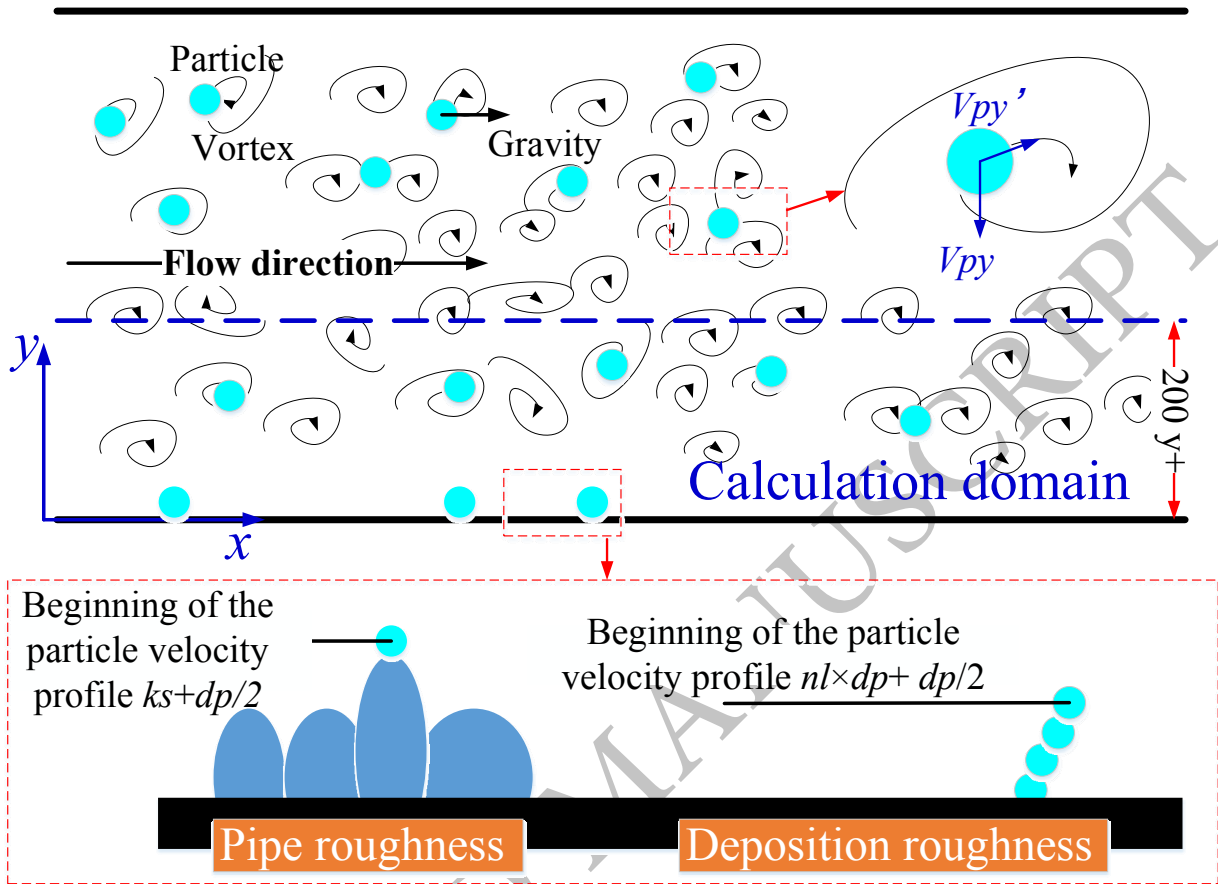 Particle
Vortex
Gravity
Vpy’
Vpy
Flow direction
y
x
200 y+
Calculation domain
Beginning of the
particle velocity
profile ks+dp/2
Beginning of the particle
velocity profile nl×dp+ dp/2
Pipe roughness
Deposition roughness
MANUSCRIPT